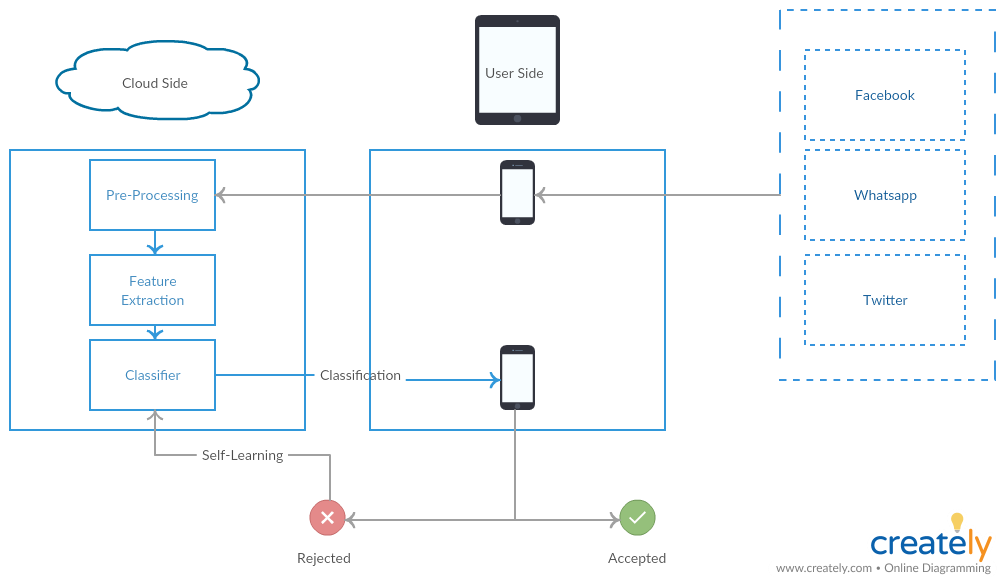 Cloud Side
User Side
Facebook
Pre-Processing
Whatsapp
Feature
Extraction
Twitter
Classifier
Classification
Self-Learning
Rejected
Accepted
creately
www.creately.com • Online Diagramming